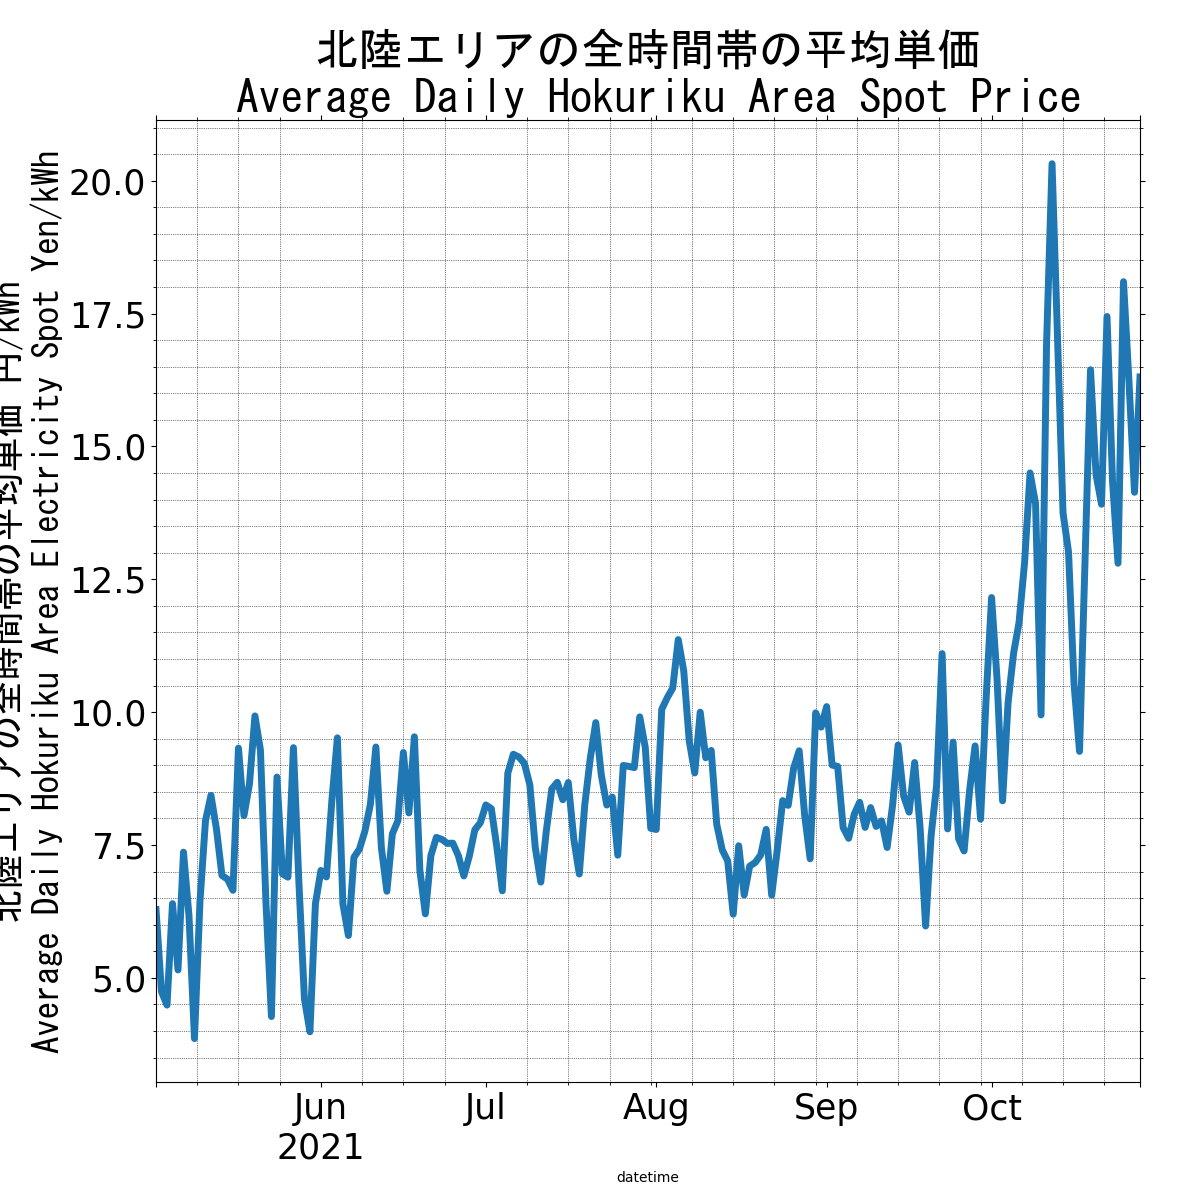 北陸エリアの全時間帯の平均単価
Average Daily Hokuriku Area Spot Price
北陸エリアの全時間帯の平均単価 円/kWh
Average Daily Hokuriku Area Electricity Spot Yen/kWh
20.0
17.5
15.0
12.5
10.0
7.5
5.0
Jun
2021
Jul
Aug
Sep
Oct
datetime